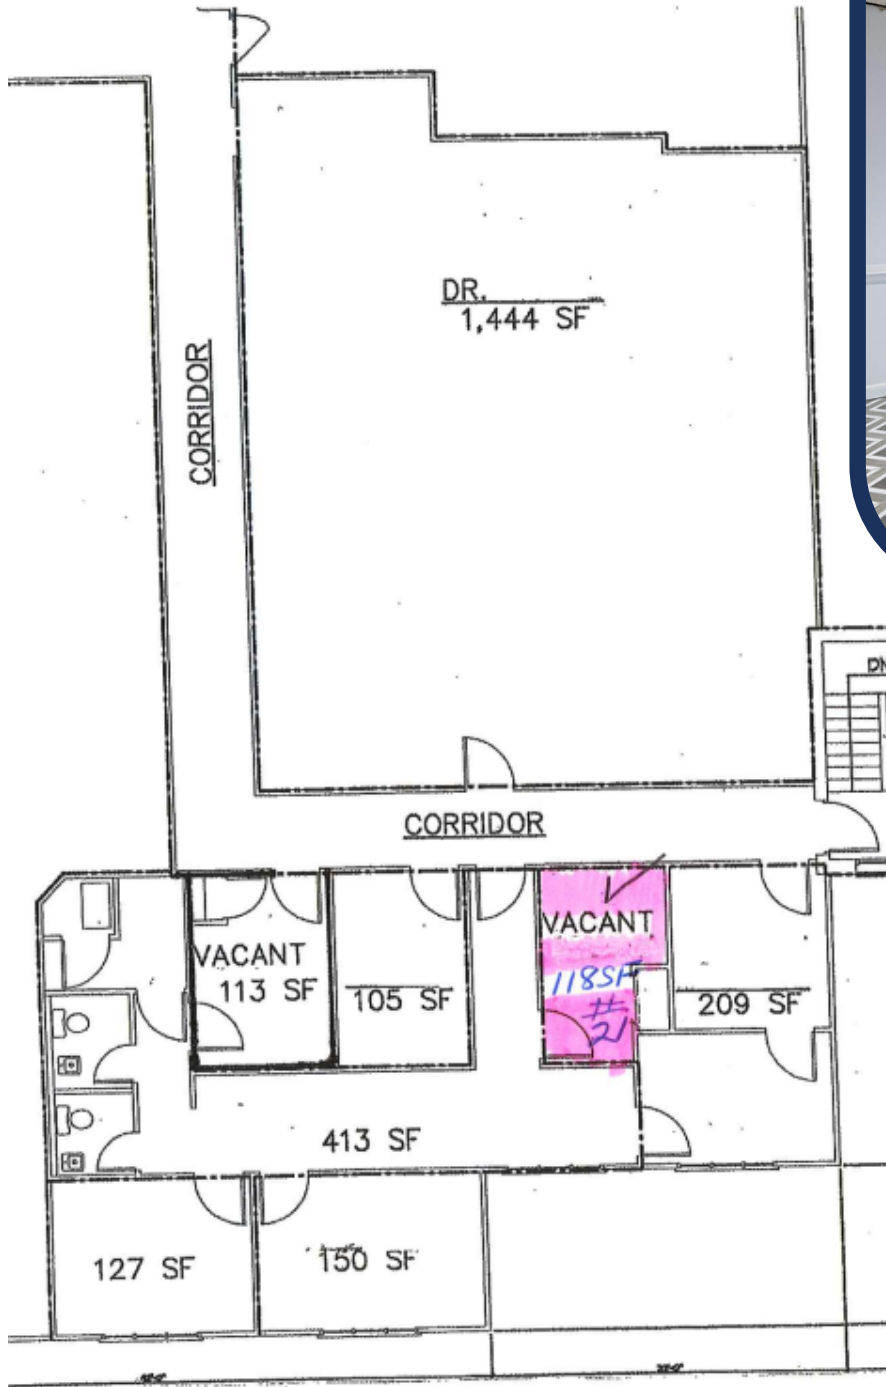 DR.
1,444 SF
CORRIDOR
CORRIDOR
VACANT
113 SF
105 SF
VACANT
118SF
#
21
209 SF
413 SF
127 SF
150 SF